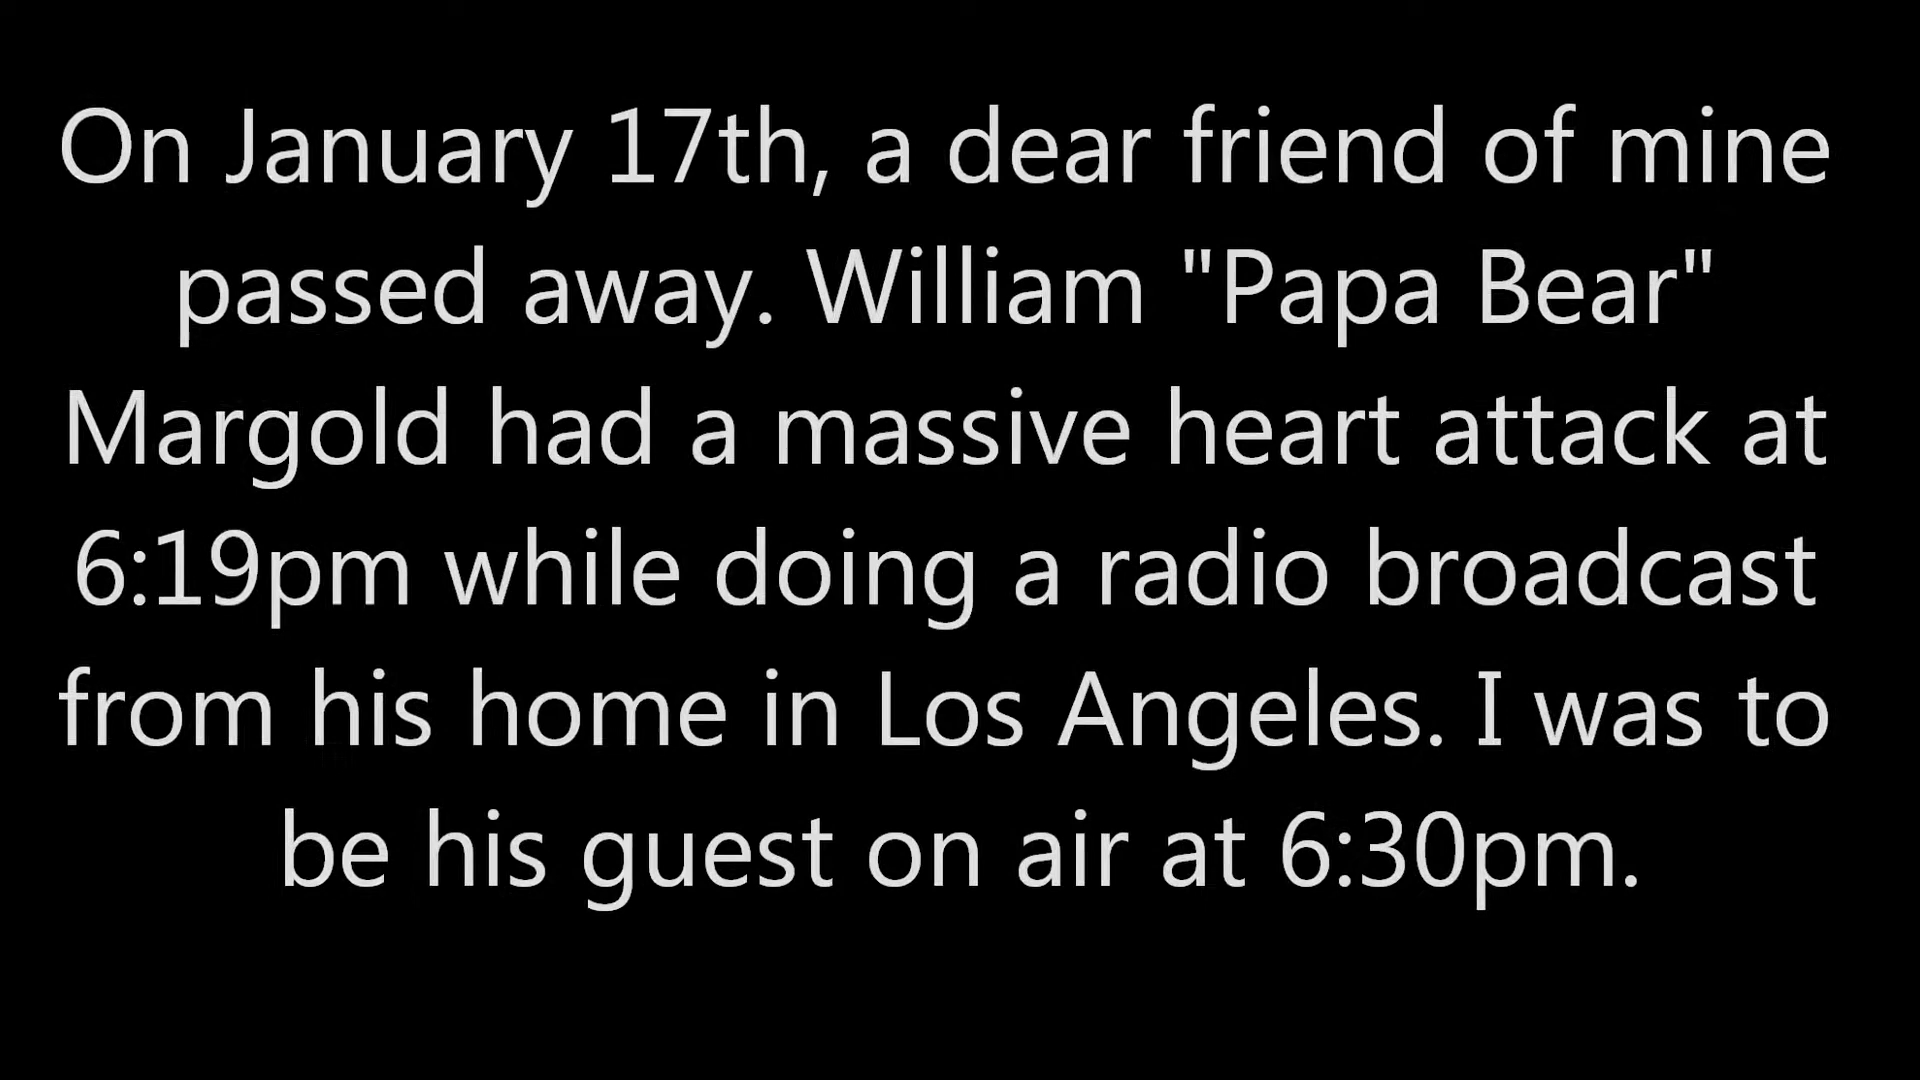 On January 17th, a dear friend of mine
passed away. William "Papa Bear"
Margold had a massive heart attack at
6:19pm while doing a radio broadcast
from his home in Los Angeles. I was to
be his guest on air at 6:30pm.